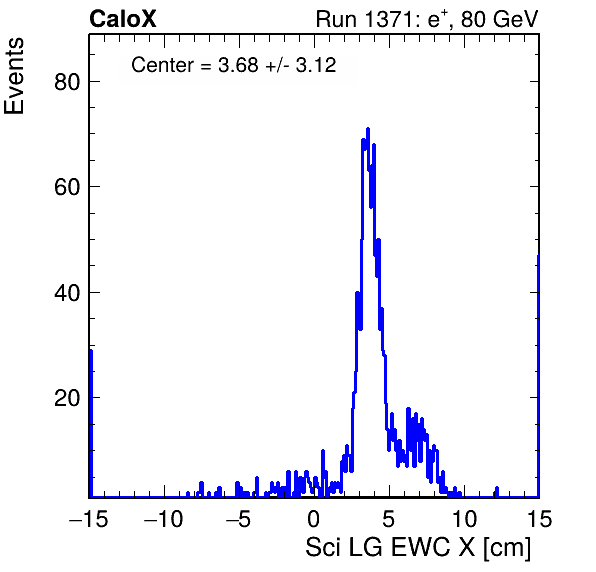 CaloX
Run 1371: e⁺, 80 GeV
Center = 3.68 +/- 3.12
Events
80
60
40
20
−15 −10 −5 0 5 10 15
Sci LG EWC X [cm]